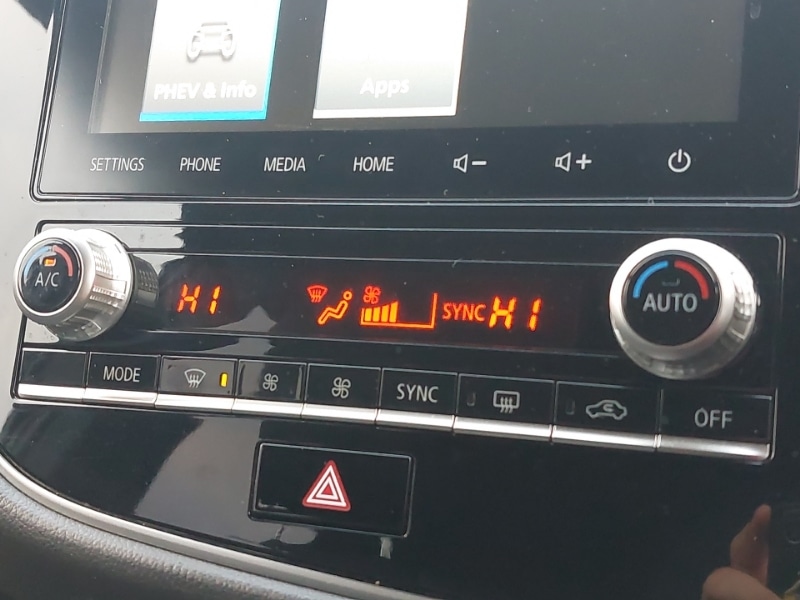 PHEV & Info Apps
SETTINGS PHONE MEDIA HOME
A/C HI SYNC HI AUTO
MODE SYNC OFF